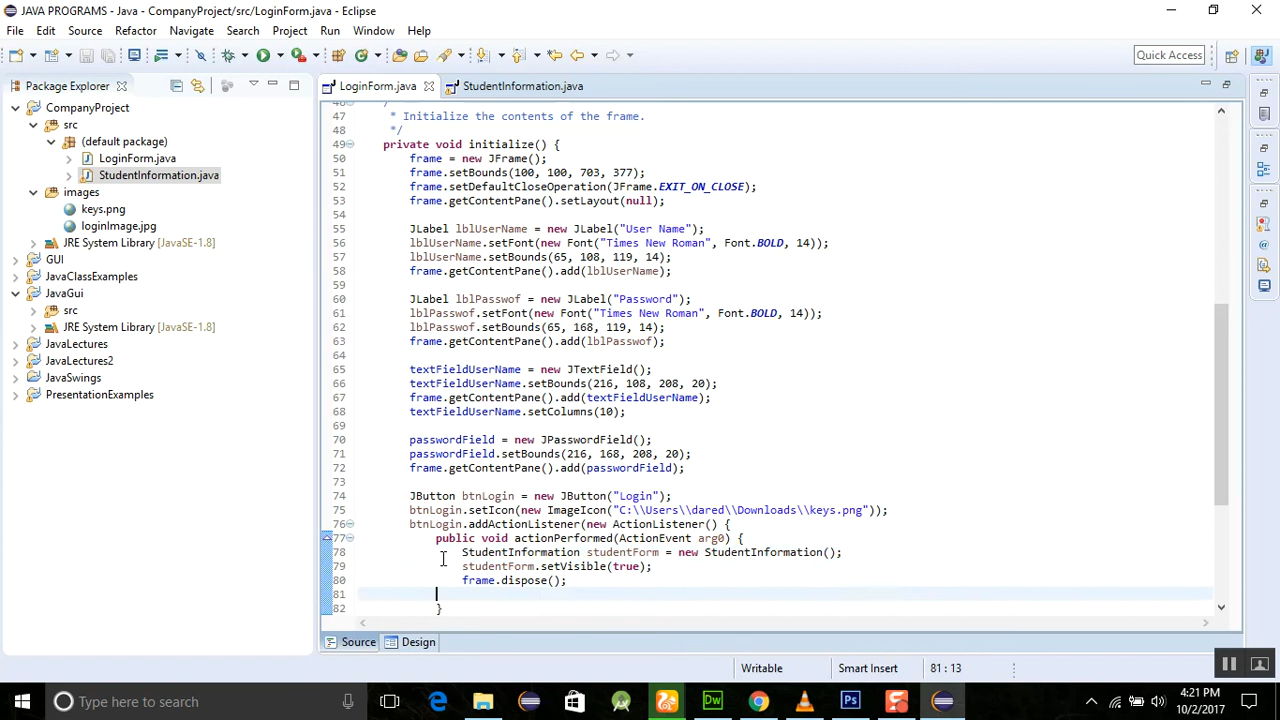 JAVA PROGRAMS - Java - CompanyProject/src/LoginForm.java - Eclipse
File Edit Source Refactor Navigate Search Project Run Window Help
Quick Access
Package Explorer
LoginForm.java
StudentInformation.java
CompanyProject
src
(default package)
LoginForm.java
StudentInformation.java
images
keys.png
loginImage.jpg
JRE System Library [JavaSE-1.8]
GUI
JavaClassExamples
JavaGui
src
JRE System Library [JavaSE-1.8]
JavaLectures
JavaLectures2
JavaSwings
PresentationExamples
46 /*
47 * Initialize the contents of the frame.
48 */
49 private void initialize() {
50 frame = new JFrame();
51 frame.setBounds(100, 100, 703, 377);
52 frame.setDefaultCloseOperation(JFrame.EXIT_ON_CLOSE);
53 frame.getContentPane().setLayout(null);
54
55 JLabel lblUserName = new JLabel("User Name");
56 lblUserName.setFont(new Font("Times New Roman", Font.BOLD, 14));
57 lblUserName.setBounds(65, 108, 119, 14);
58 frame.getContentPane().add(lblUserName);
59
60 JLabel lblPasswof = new JLabel("Password");
61 lblPasswof.setFont(new Font("Times New Roman", Font.BOLD, 14));
62 lblPasswof.setBounds(65, 168, 119, 14);
63 frame.getContentPane().add(lblPasswof);
64
65 textFieldUserName = new JTextField();
66 textFieldUserName.setBounds(216, 108, 208, 20);
67 frame.getContentPane().add(textFieldUserName);
68 textFieldUserName.setColumns(10);
69
70 passwordField = new JPasswordField();
71 passwordField.setBounds(216, 168, 208, 20);
72 frame.getContentPane().add(passwordField);
73
74 JButton btnLogin = new JButton("Login");
75 btnLogin.setIcon(new ImageIcon("C:\\Users\\dared\\Downloads\\keys.png"));
76 btnLogin.addActionListener(new ActionListener() {
77 public void actionPerformed(ActionEvent arg0) {
78 StudentInformation studentForm = new StudentInformation();
79 studentForm.setVisible(true);
80 frame.dispose();
81
82 }
Source Design
Writable Smart Insert 81 : 13
Type here to search
Dw
Ps
4:21 PM
10/2/2017